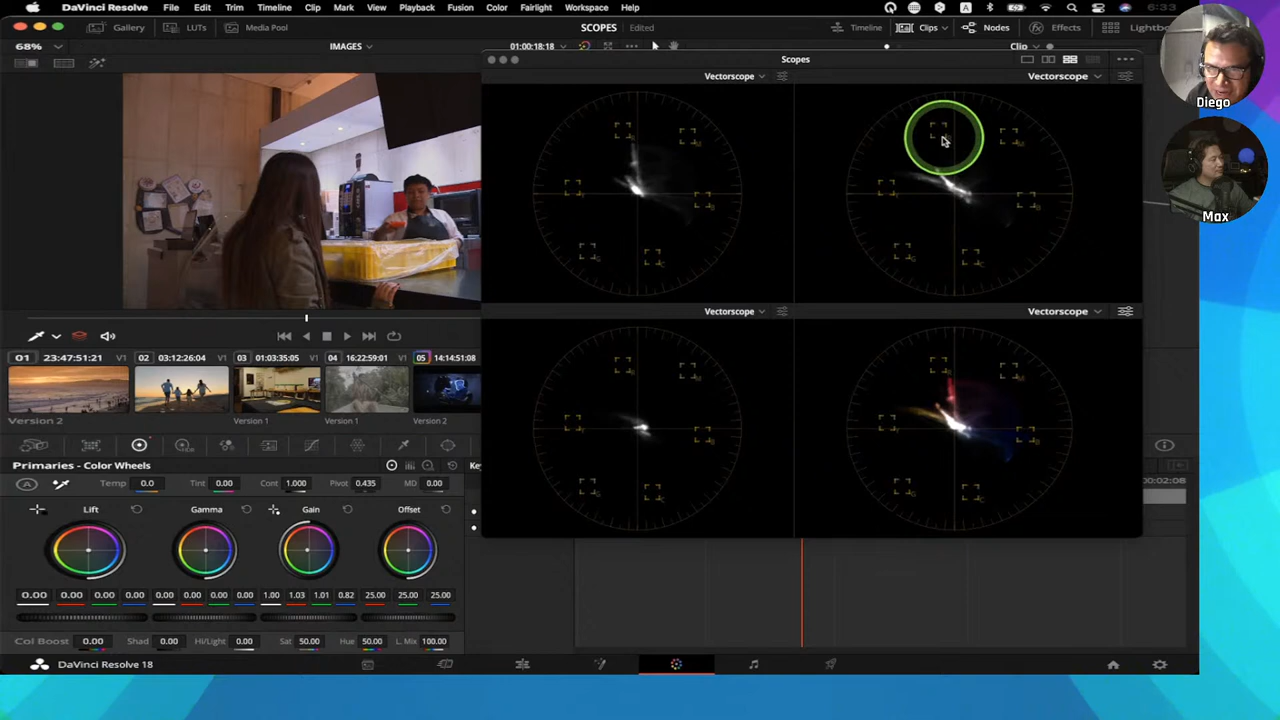 DaVinci Resolve File Edit Trim Timeline Clip Mark View Playback Fusion Color Fairlight Workspace Help 6:33
Gallery LUTs Media Pool SCOPES Edited Timeline Clips Nodes Effects Lightb
68% IMAGES 01:00:18:18 Clip
Scopes
Vectorscope Vectorscope
Diego
Max
Vectorscope Vectorscope
01 23:47:51:21 V1 02 03:12:26:04 V1 03 01:03:35:05 V1 04 16:22:59:01 V1 05 14:14:51:08
Version 2 Version 1 Version 1 Version 2
Primaries - Color Wheels Ke
Temp 0.0 Tint 0.00 Cont 1.000 Pivot 0.435 MD 0.00 00:02:08
Lift Gamma Gain Offset
0.00 0.00 0.00 0.00 0.00 0.00 0.00 0.00 1.00 1.03 1.01 0.82 25.00 25.00 25.00
Col Boost 0.00 Shad 0.00 Hi/Light 0.00 Sat 50.00 Hue 50.00 L. Mix 100.00
DaVinci Resolve 18